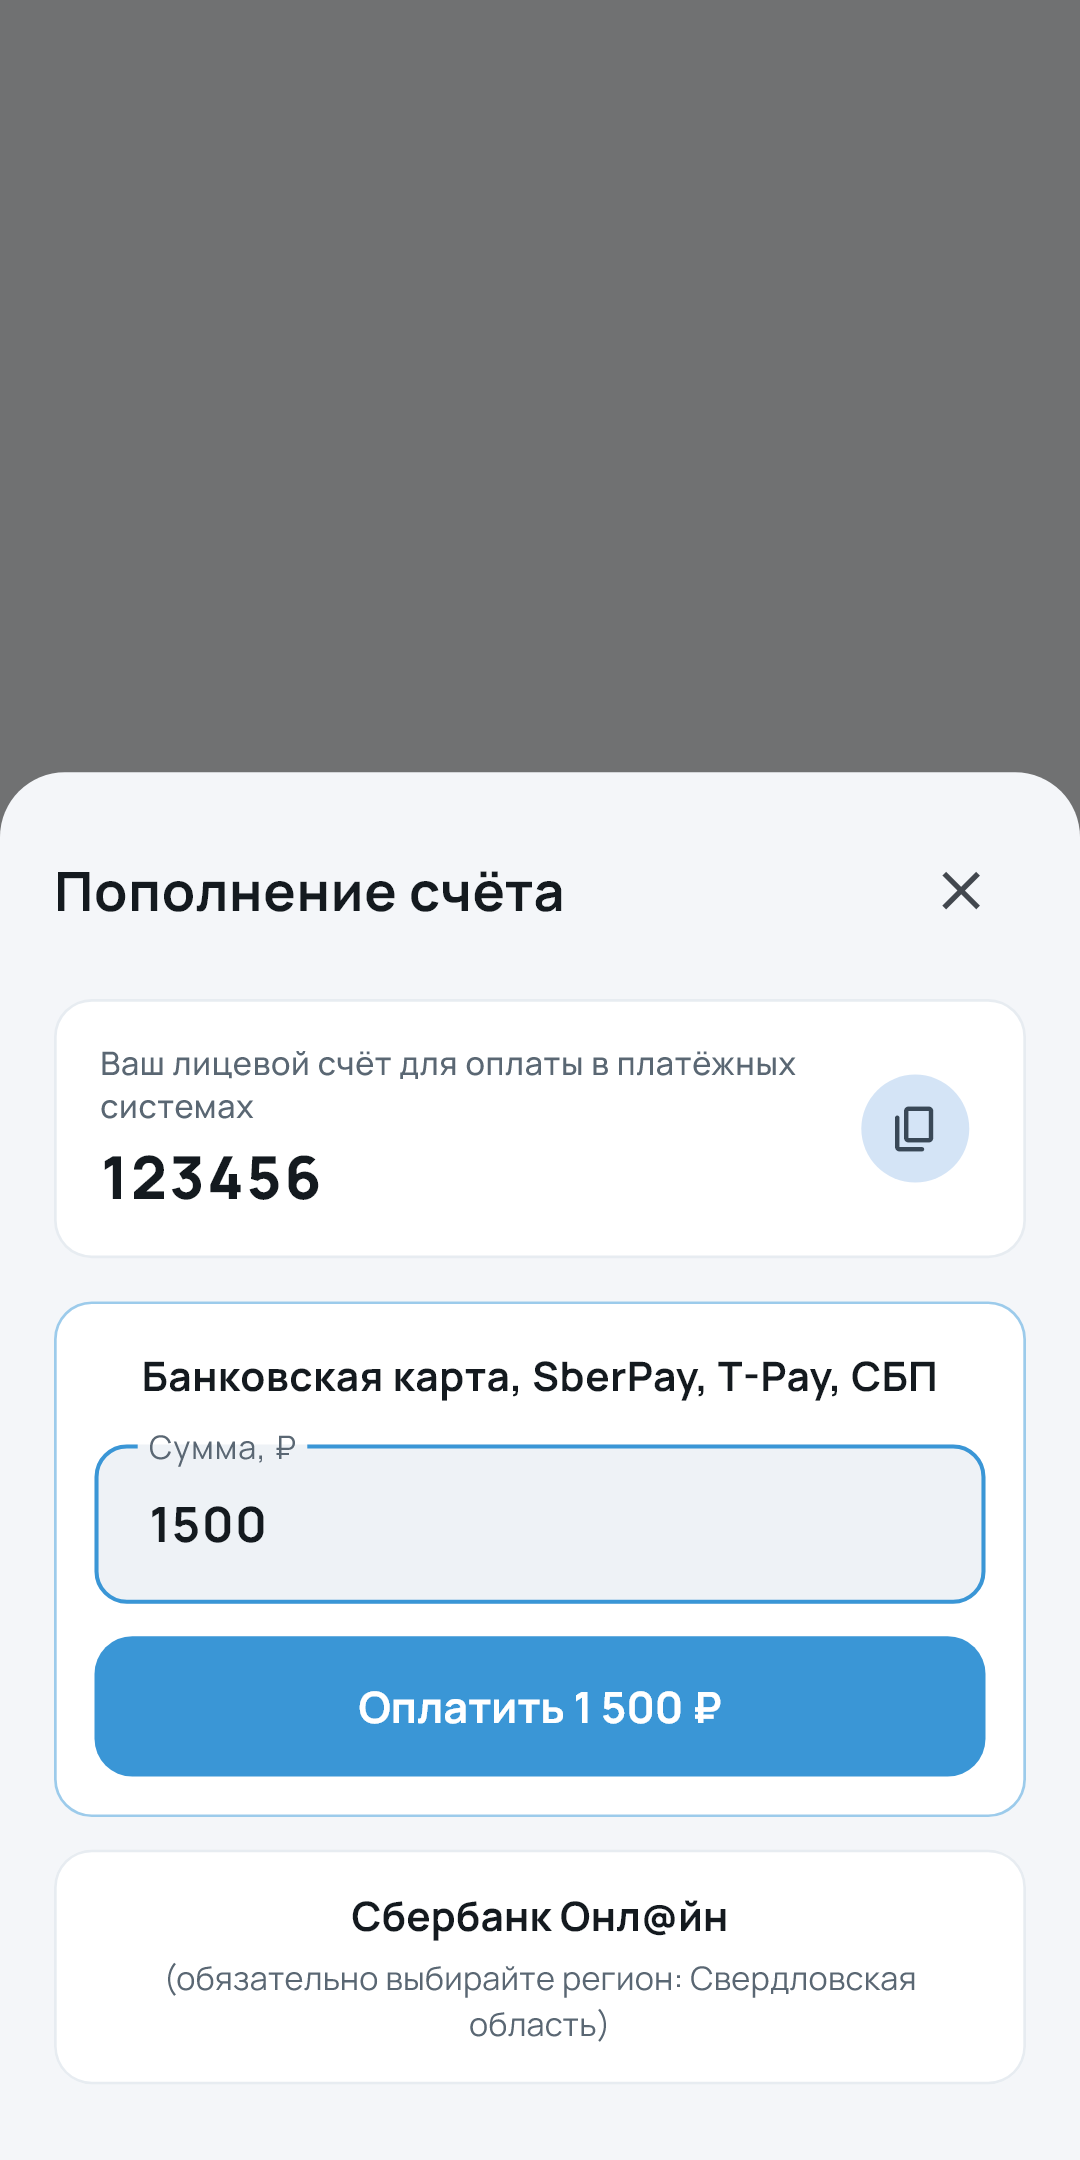 Пополнение счёта
Ваш лицевой счёт для оплаты в платёжных
системах
123456
Банковская карта, SberPay, T-Pay, СБП
Сумма, ₽
1500
Оплатить 1 500 ₽
Сбербанк Онл@йн
(обязательно выбирайте регион: Свердловская
область)